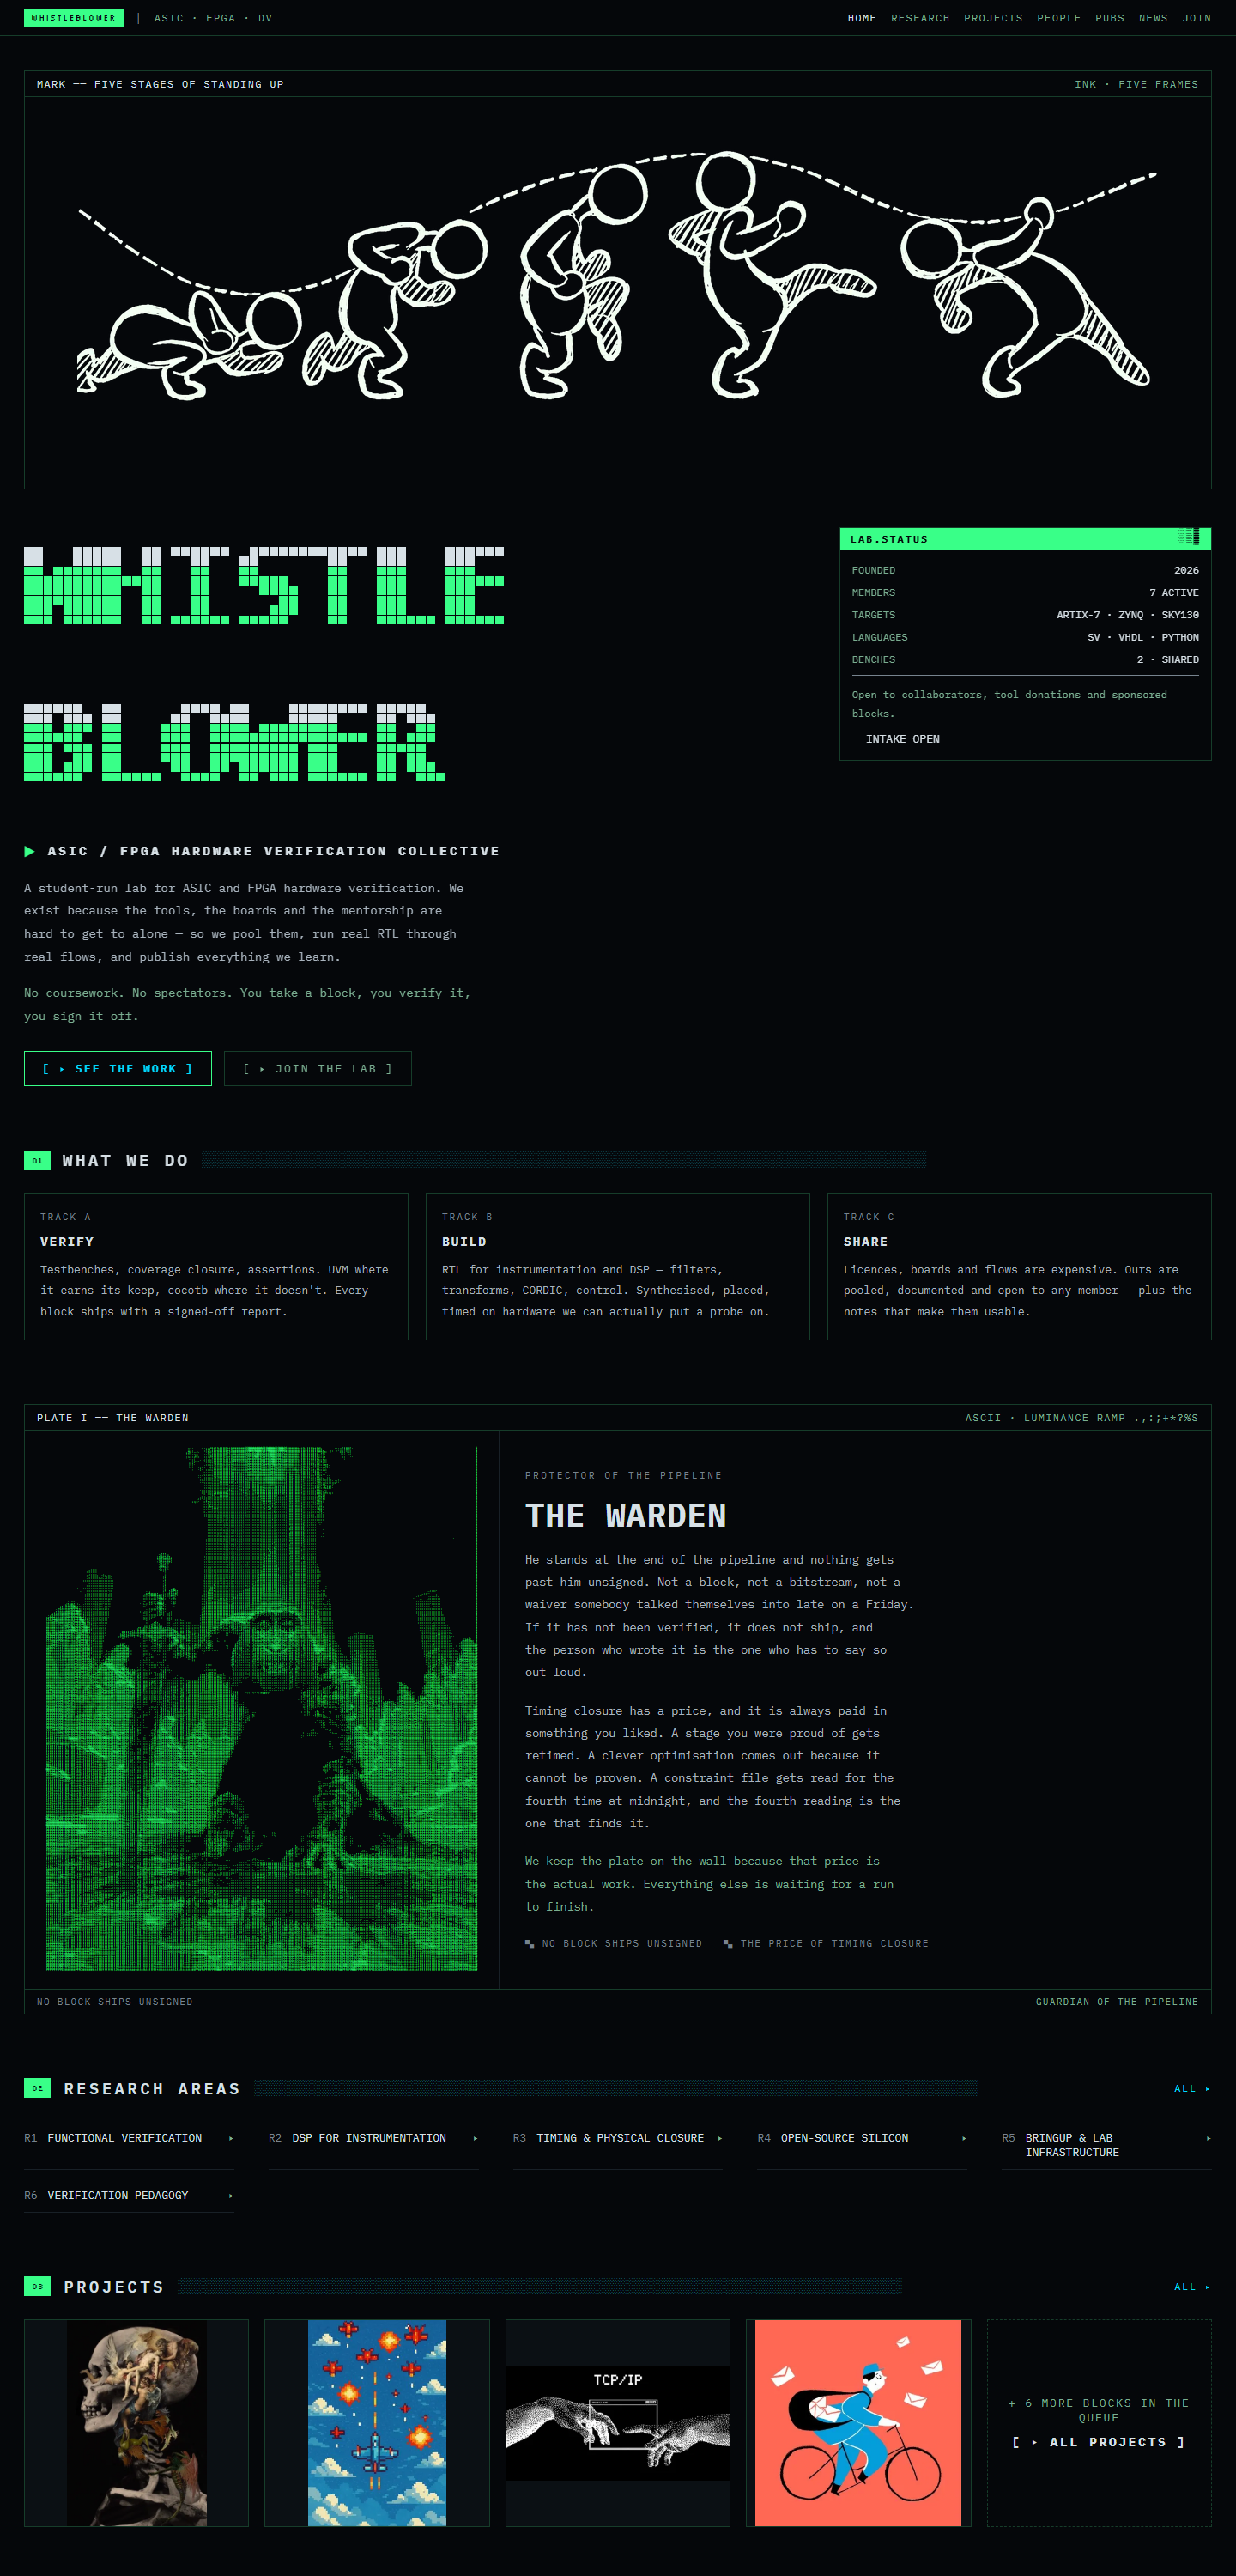 WHISTLEBLOWER | ASIC · FPGA · DV
HOME RESEARCH PROJECTS PEOPLE PUBS NEWS JOIN
MARK —— FIVE STAGES OF STANDING UP
INK · FIVE FRAMES
WHISTLE
BLOWER
LAB.STATUS
FOUNDED 2026
MEMBERS 7 ACTIVE
TARGETS ARTIX-7 · ZYNQ · SKY130
LANGUAGES SV · VHDL · PYTHON
BENCHES 2 · SHARED
Open to collaborators, tool donations and sponsored
blocks.
INTAKE OPEN
▶ ASIC / FPGA HARDWARE VERIFICATION COLLECTIVE
A student-run lab for ASIC and FPGA hardware verification. We
exist because the tools, the boards and the mentorship are
hard to get to alone — so we pool them, run real RTL through
real flows, and publish everything we learn.
No coursework. No spectators. You take a block, you verify it,
you sign it off.
[ ▸ SEE THE WORK ]
[ ▸ JOIN THE LAB ]
01 WHAT WE DO
TRACK A
VERIFY
Testbenches, coverage closure, assertions. UVM where
it earns its keep, cocotb where it doesn't. Every
block ships with a signed-off report.
TRACK B
BUILD
RTL for instrumentation and DSP — filters,
transforms, CORDIC, control. Synthesised, placed,
timed on hardware we can actually put a probe on.
TRACK C
SHARE
Licences, boards and flows are expensive. Ours are
pooled, documented and open to any member — plus the
notes that make them usable.
PLATE I —— THE WARDEN
ASCII · LUMINANCE RAMP .,:;+*?%S
PROTECTOR OF THE PIPELINE
THE WARDEN
He stands at the end of the pipeline and nothing gets
past him unsigned. Not a block, not a bitstream, not a
waiver somebody talked themselves into late on a Friday.
If it has not been verified, it does not ship, and
the person who wrote it is the one who has to say so
out loud.
Timing closure has a price, and it is always paid in
something you liked. A stage you were proud of gets
retimed. A clever optimisation comes out because it
cannot be proven. A constraint file gets read for the
fourth time at midnight, and the fourth reading is the
one that finds it.
We keep the plate on the wall because that price is
the actual work. Everything else is waiting for a run
to finish.
▚ NO BLOCK SHIPS UNSIGNED ▚ THE PRICE OF TIMING CLOSURE
NO BLOCK SHIPS UNSIGNED
GUARDIAN OF THE PIPELINE
02 RESEARCH AREAS
ALL ▸
R1 FUNCTIONAL VERIFICATION ▸
R2 DSP FOR INSTRUMENTATION ▸
R3 TIMING & PHYSICAL CLOSURE ▸
R4 OPEN-SOURCE SILICON ▸
R5 BRINGUP & LAB ▸
INFRASTRUCTURE
R6 VERIFICATION PEDAGOGY ▸
03 PROJECTS
ALL ▸
TCP/IP
+ 6 MORE BLOCKS IN THE
QUEUE
[ ▸ ALL PROJECTS ]